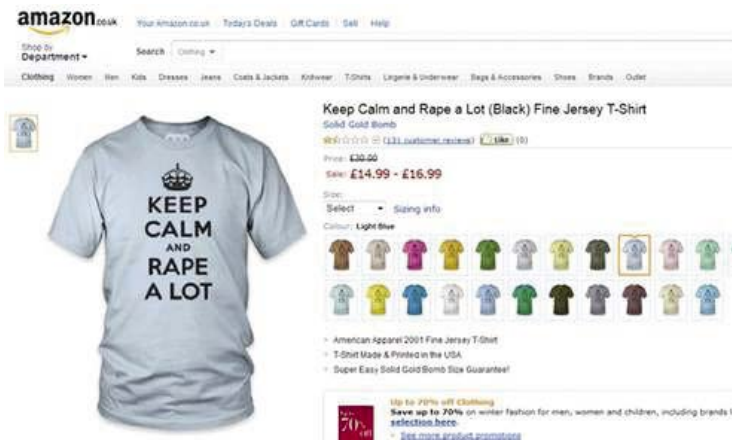 amazon.co.uk
Your Amazon.co.uk Today's Deals Gift Cards Sell Help
Shop by
Department
Search Clothing
Clothing Women Men Kids Dresses Jeans Coats & Jackets Knitwear T-Shirts Lingerie & Underwear Bags & Accessories Shoes Brands Outlet
Keep Calm and Rape a Lot (Black) Fine Jersey T-Shirt
Solid Gold Bomb
(131 customer reviews) Like (0)
Price: £30.00
Sale: £14.99 - £16.99
Size:
Select Sizing info
Colour: Light Blue
KEEP
CALM
AND
RAPE
A LOT
American Apparel 2001 Fine Jersey T-Shirt
T-Shirt Made & Printed in the USA
Super Easy Solid Gold Bomb Size Guarantee!
70% off
Up to 70% off Clothing
Save up to 70% on winter fashion for men, women and children, including brands
selection here.
See more product promotions